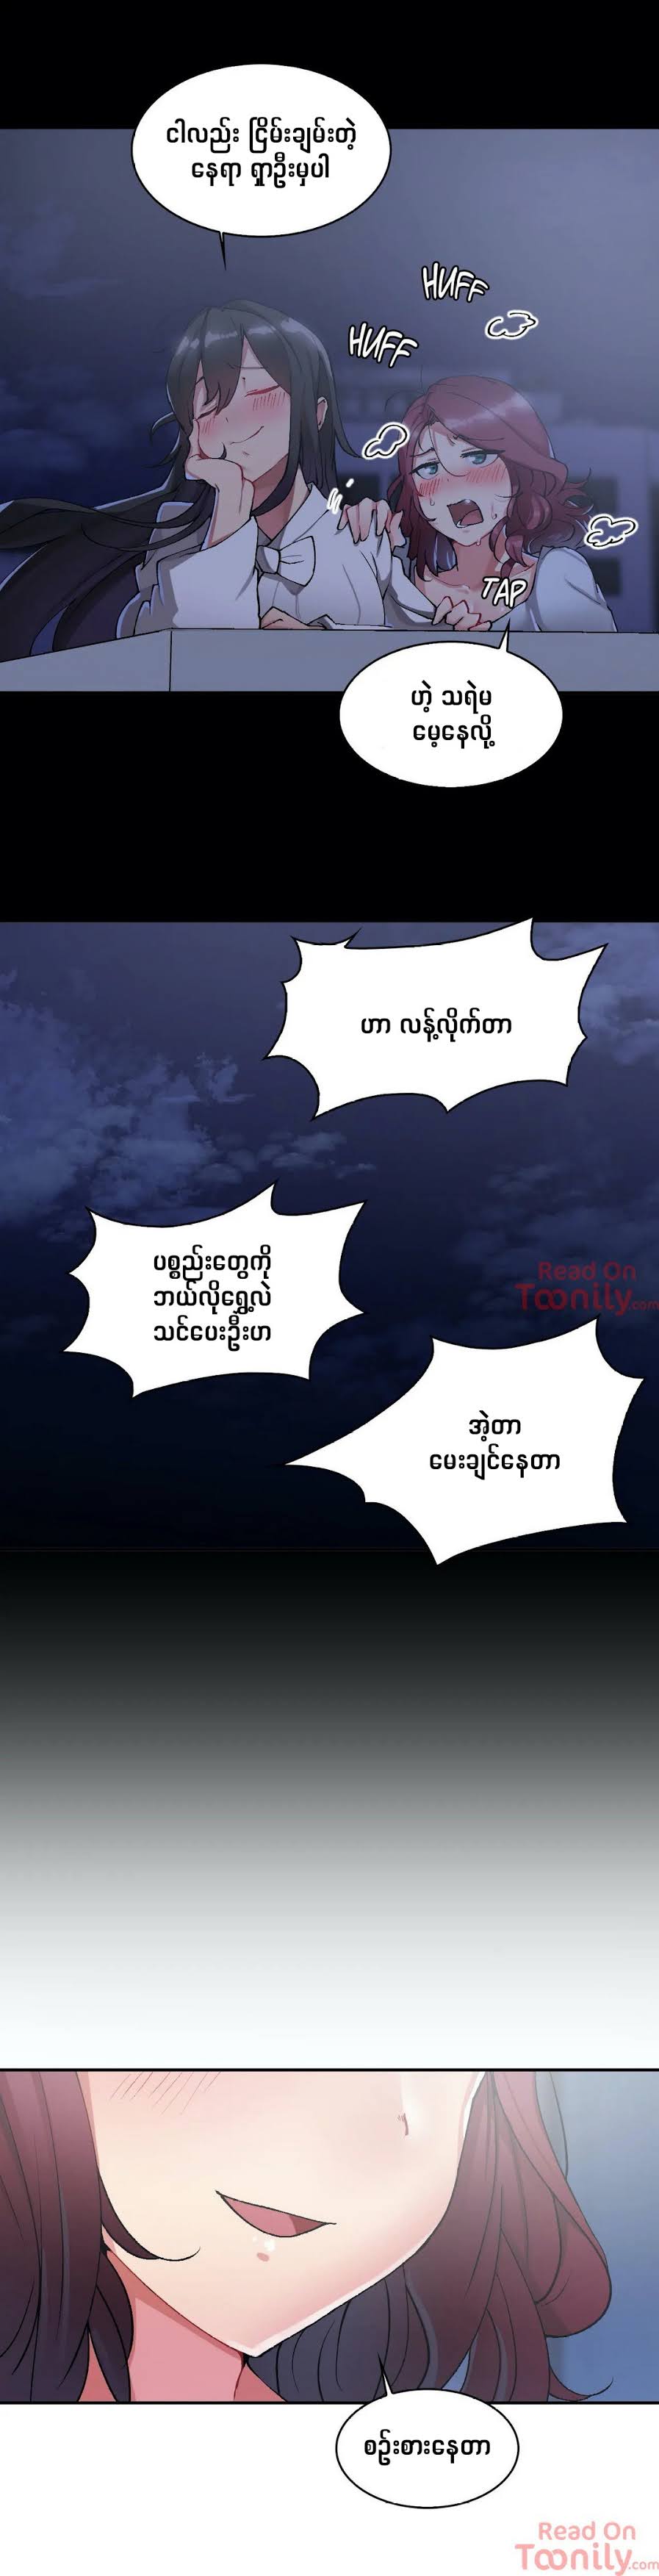 ငါလည်း ငြိမ်းချမ်းတဲ့
နေရာ ရှာဦးမှပါ
HUFF
HUFF
TAP
ဟဲ့ သရဲမ
မေ့နေလို့
ဟာ လန့်လိုက်တာ
ပစ္စည်းတွေကို
ဘယ်လိုရွှေ့လဲ
သင်ပေးဦးဟ
Read On
Toonily.com
အဲ့တာ
မေးချင်နေတာ
စဥ်းစားနေတာ
Read On
Toonily.com